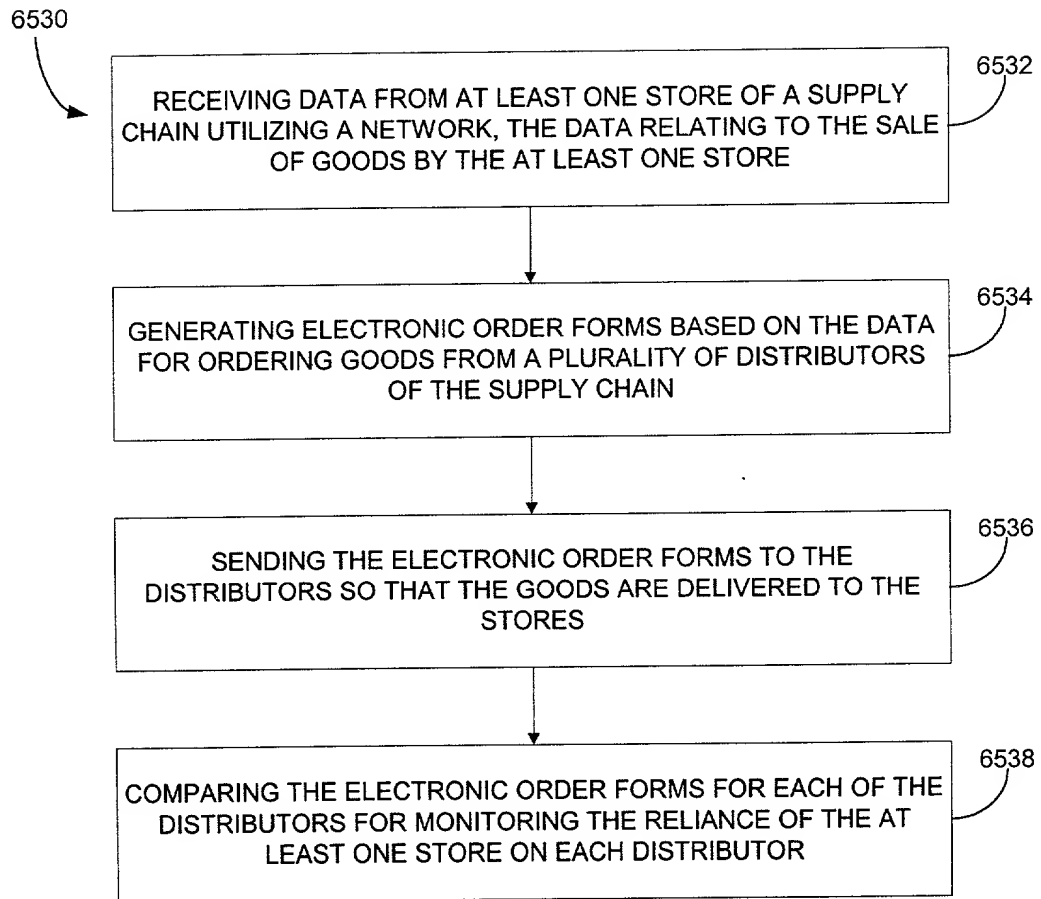 6530
6532
RECEIVING DATA FROM AT LEAST ONE STORE OF A SUPPLY
CHAIN UTILIZING A NETWORK, THE DATA RELATING TO THE SALE
OF GOODS BY THE AT LEAST ONE STORE
6534
GENERATING ELECTRONIC ORDER FORMS BASED ON THE DATA
FOR ORDERING GOODS FROM A PLURALITY OF DISTRIBUTORS
OF THE SUPPLY CHAIN
6536
SENDING THE ELECTRONIC ORDER FORMS TO THE
DISTRIBUTORS SO THAT THE GOODS ARE DELIVERED TO THE
STORES
6538
COMPARING THE ELECTRONIC ORDER FORMS FOR EACH OF THE
DISTRIBUTORS FOR MONITORING THE RELIANCE OF THE AT
LEAST ONE STORE ON EACH DISTRIBUTOR